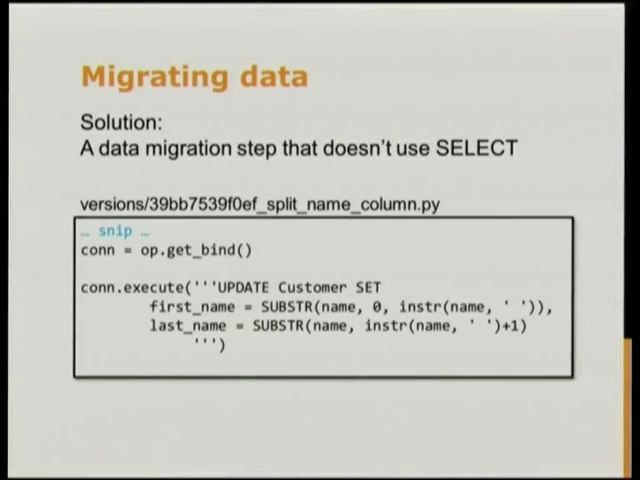 Migrating data
Solution:
A data migration step that doesn't use SELECT
versions/39bb7539f0ef_split_name_column.py
… snip …
conn = op.get_bind()
conn.execute('''UPDATE Customer SET
first_name = SUBSTR(name, 0, instr(name, ' ')),
last_name = SUBSTR(name, instr(name, ' ')+1)
''')